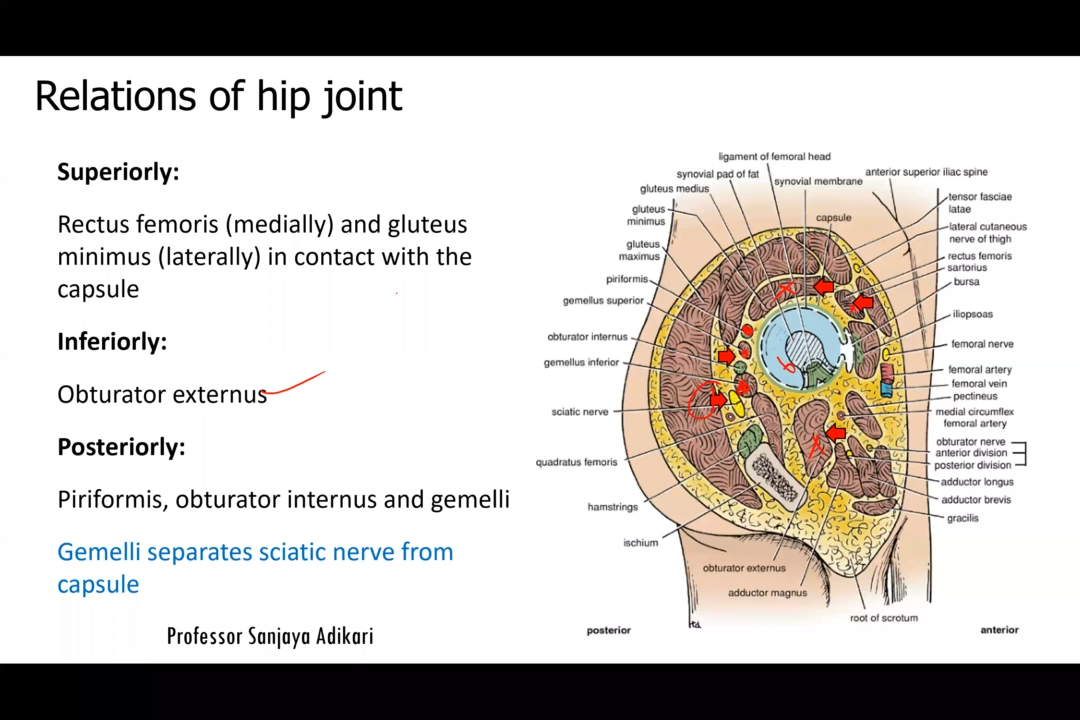 Relations of hip joint
Superiorly:
Rectus femoris (medially) and gluteus
minimus (laterally) in contact with the
capsule
Inferiorly:
Obturator externus
Posteriorly:
Piriformis, obturator internus and gemelli
Gemelli separates sciatic nerve from
capsule
Professor Sanjaya Adikari
ligament of femoral head
synovial pad of fat
synovial membrane
anterior superior iliac spine
gluteus medius
gluteus
minimus
gluteus
maximus
piriformis
gemellus superior
obturator internus
gemellus inferior
sciatic nerve
quadratus femoris
hamstrings
ischium
capsule
tensor fasciae
latae
lateral cutaneous
nerve of thigh
rectus femoris
sartorius
bursa
iliopsoas
femoral nerve
femoral artery
femoral vein
pectineus
medial circumflex
femoral artery
obturator nerve
anterior division
posterior division
adductor longus
adductor brevis
gracilis
obturator externus
adductor magnus
root of scrotum
posterior
anterior